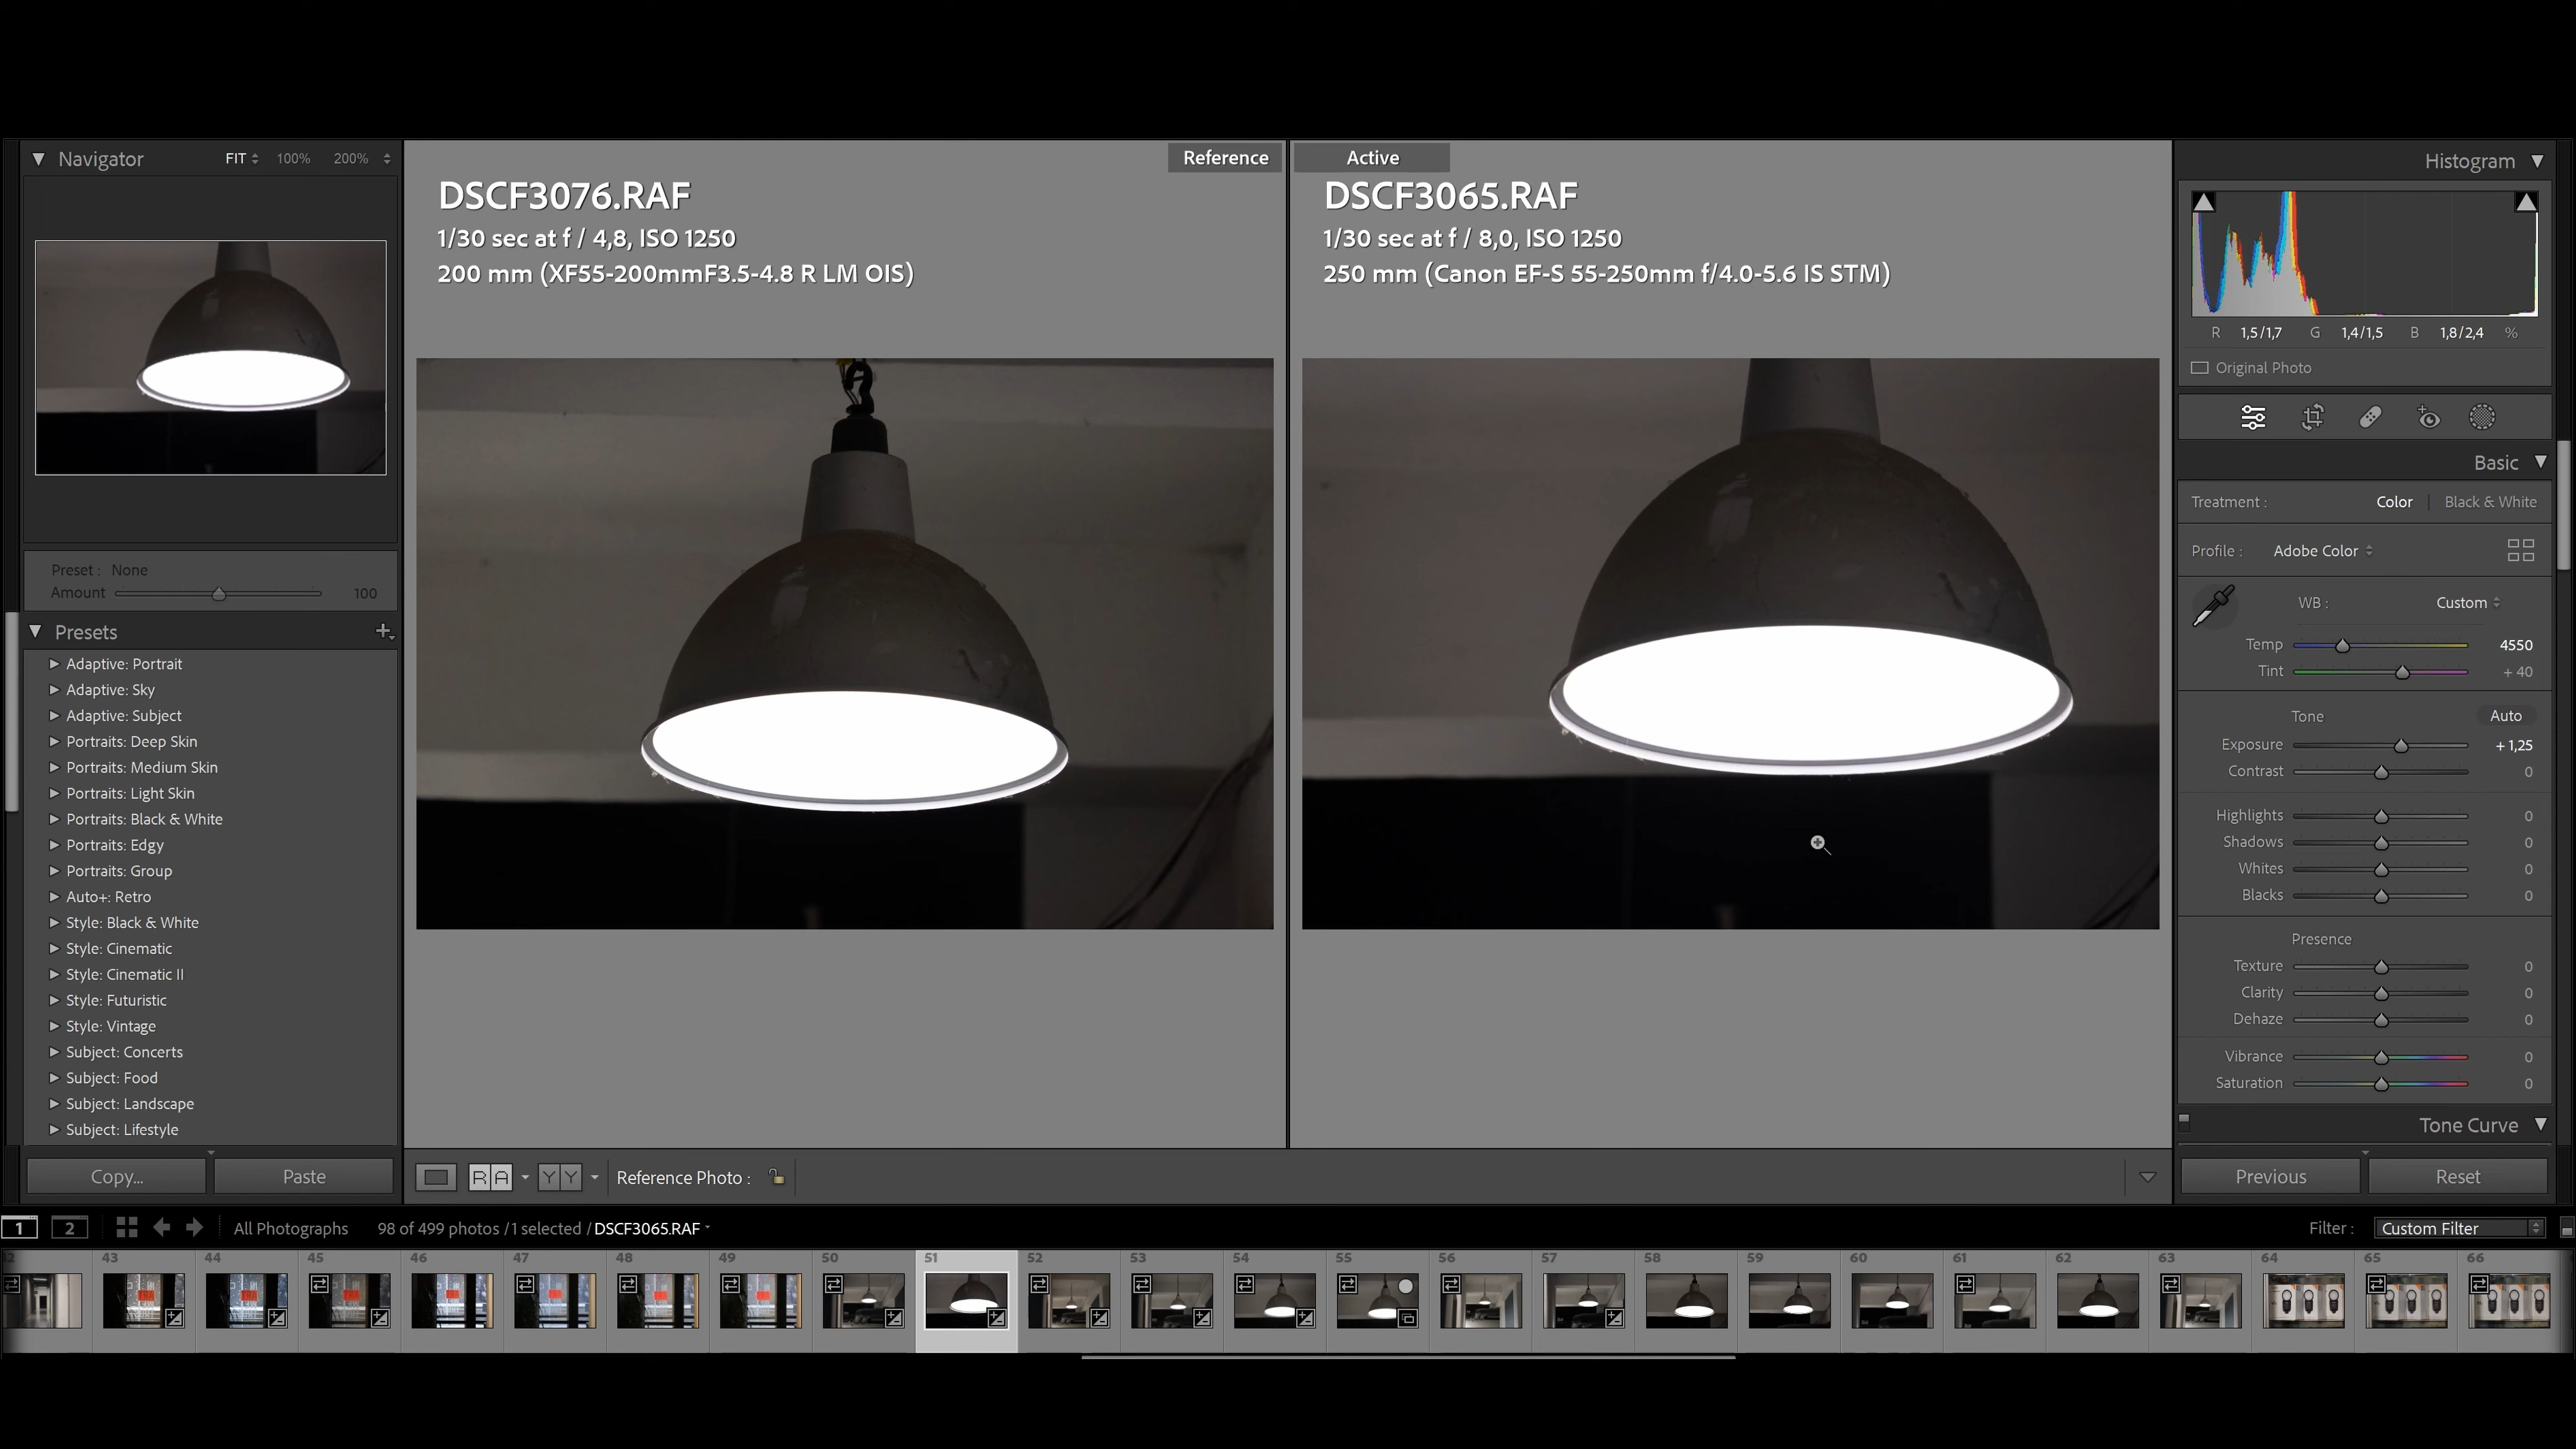 Navigator FIT 100% 200%
Reference
Active
Histogram
DSCF3076.RAF
1/30 sec at f / 4,8, ISO 1250
200 mm (XF55-200mmF3.5-4.8 R LM OIS)
DSCF3065.RAF
1/30 sec at f / 8,0, ISO 1250
250 mm (Canon EF-S 55-250mm f/4.0-5.6 IS STM)
R 1,5/1,7 G 1,4/1,5 B 1,8/2,4 %
Original Photo
Basic
Treatment : Color Black & White
Profile : Adobe Color
WB : Custom
Temp 4550
Tint + 40
Tone Auto
Exposure + 1,25
Contrast 0
Highlights 0
Shadows 0
Whites 0
Blacks 0
Presence
Texture 0
Clarity 0
Dehaze 0
Vibrance 0
Saturation 0
Tone Curve
Previous Reset
Preset : None
Amount 100
Presets
Adaptive: Portrait
Adaptive: Sky
Adaptive: Subject
Portraits: Deep Skin
Portraits: Medium Skin
Portraits: Light Skin
Portraits: Black & White
Portraits: Edgy
Portraits: Group
Auto+: Retro
Style: Black & White
Style: Cinematic
Style: Cinematic II
Style: Futuristic
Style: Vintage
Subject: Concerts
Subject: Food
Subject: Landscape
Subject: Lifestyle
Copy... Paste
R A Y Y Reference Photo :
1 2 All Photographs 98 of 499 photos /1 selected / DSCF3065.RAF Filter : Custom Filter
43 44 45 46 47 48 49 50 51 52 53 54 55 56 57 58 59 60 61 62 63 64 65 66